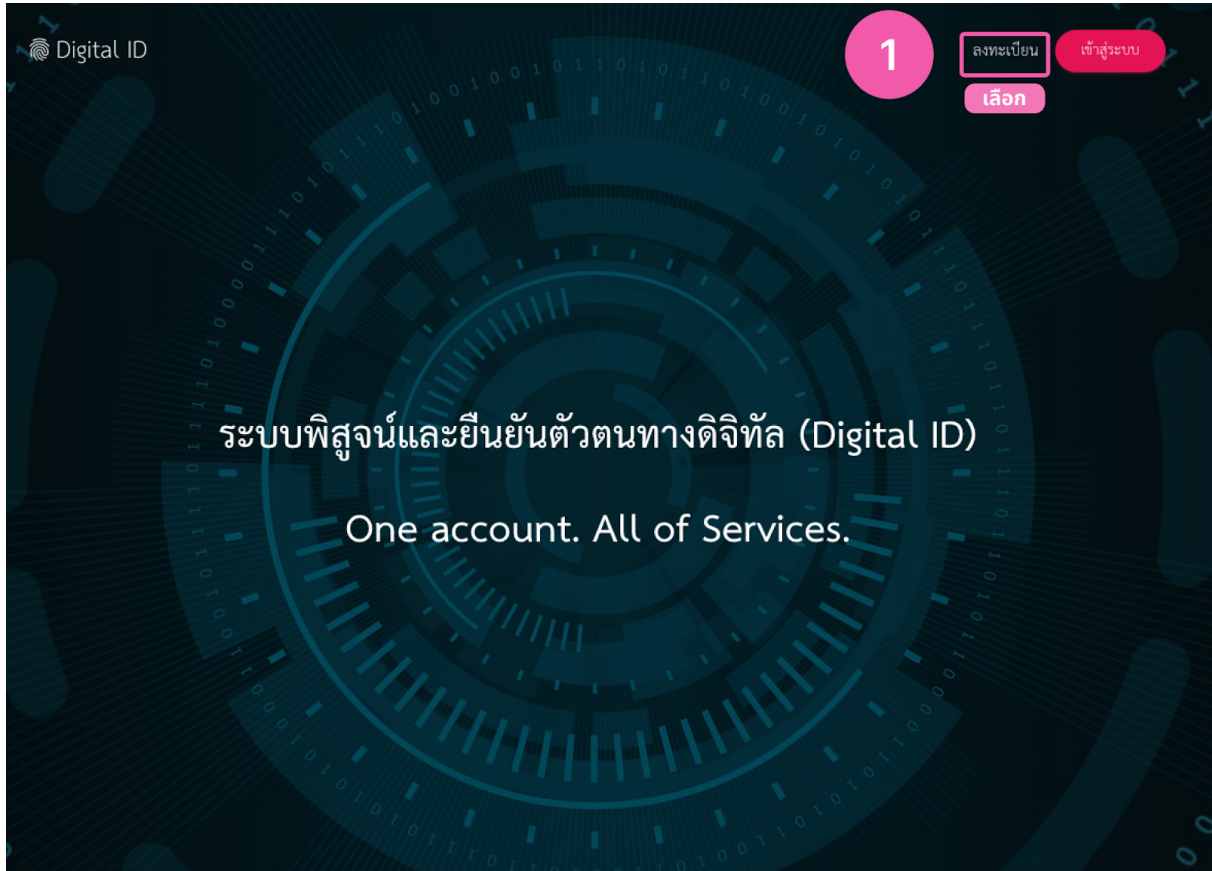 Digital ID
1
ลงทะเบียน
เข้าสู่ระบบ
เลือก
ระบบพิสูจน์และยืนยันตัวตนทางดิจิทัล (Digital ID)
One account. All of Services.